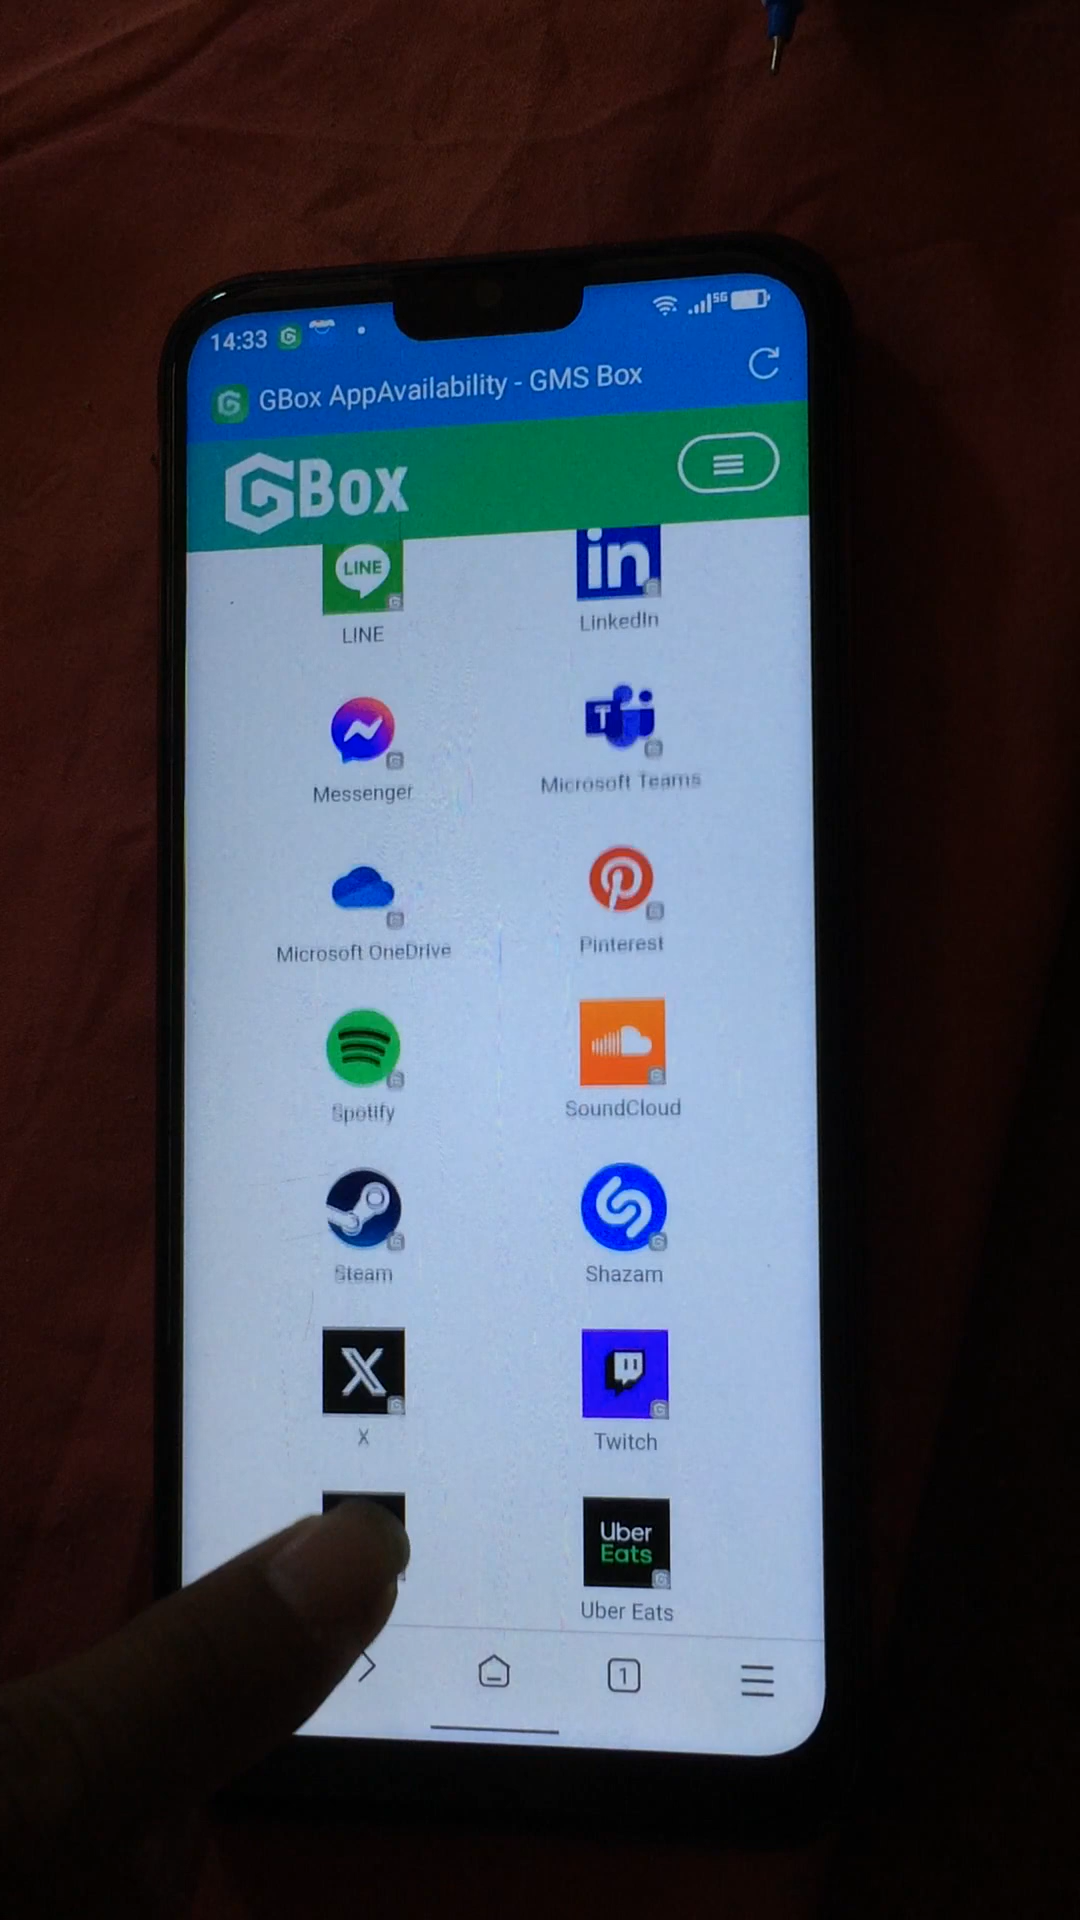 14:33
5G
GBox AppAvailability - GMS Box
GBox
LINE
in
LINE
LinkedIn
T
Messenger
Microsoft Teams
Microsoft OneDrive
Pinterest
Spotify
SoundCloud
Steam
Shazam
X
X
Twitch
Uber
Eats
Uber Eats
1